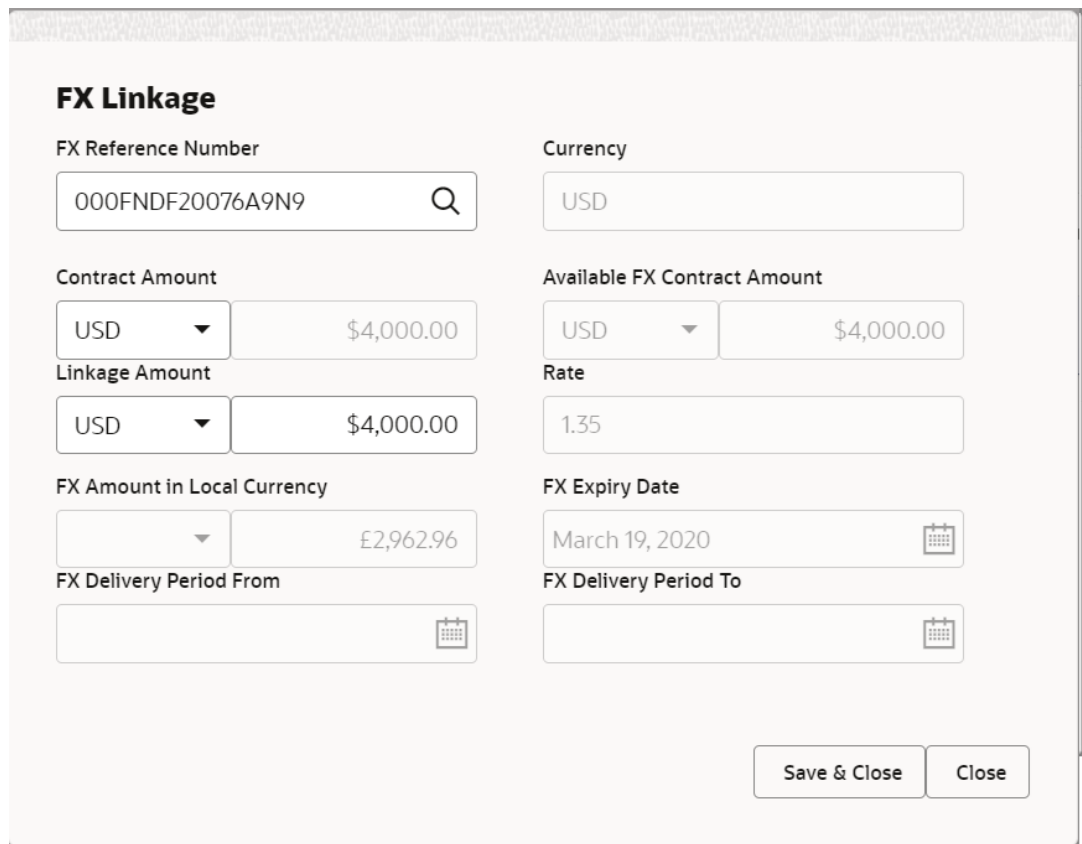 FX Linkage
FX Reference Number Currency
000FNDF20076A9N9 USD
Contract Amount Available FX Contract Amount
USD $4,000.00 USD $4,000.00
Linkage Amount Rate
USD $4,000.00 1.35
FX Amount in Local Currency FX Expiry Date
£2,962.96 March 19, 2020
FX Delivery Period From FX Delivery Period To
Save & Close Close